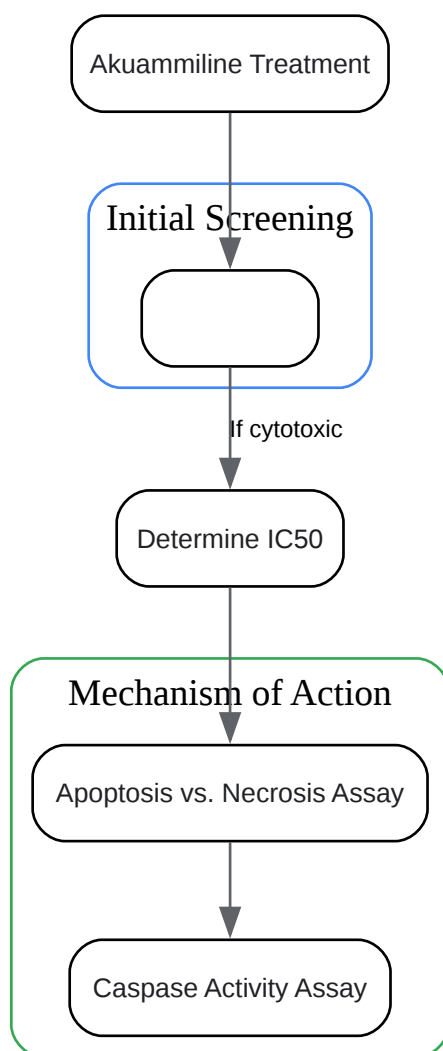 Akuammiline Treatment
Initial Screening
If cytotoxic
Determine IC50
Mechanism of Action
Apoptosis vs. Necrosis Assay
Caspase Activity Assay